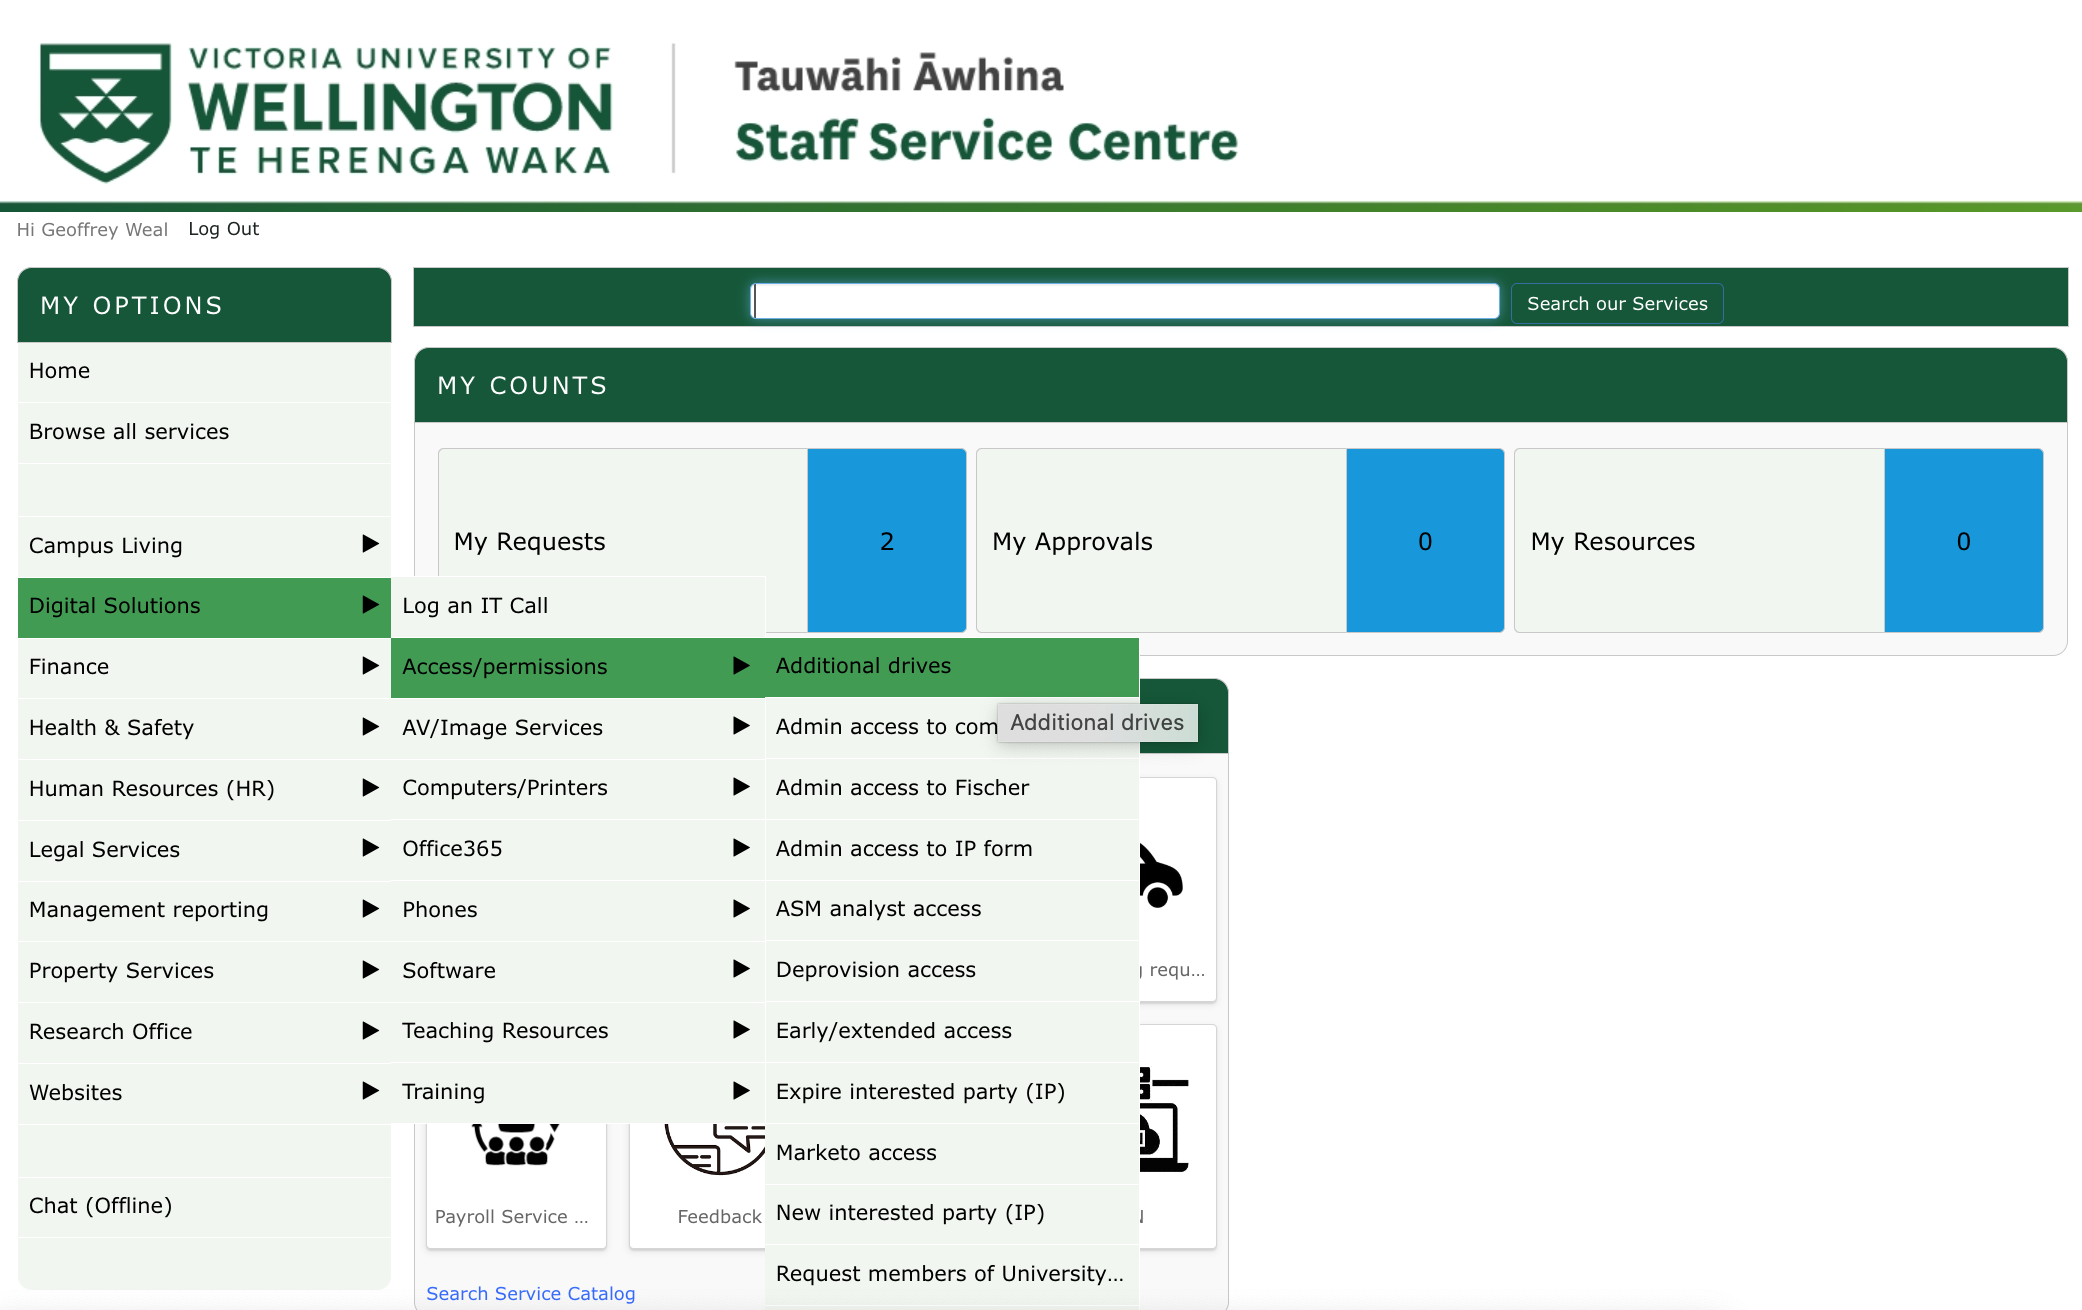 VICTORIA UNIVERSITY OF
WELLINGTON
TE HERENGA WAKA
Tauwāhi Āwhina
Staff Service Centre
Hi Geoffrey Weal
Log Out
MY OPTIONS
Home
Browse all services
Campus Living
Digital Solutions
Finance
Health & Safety
Human Resources (HR)
Legal Services
Management reporting
Property Services
Research Office
Websites
Chat (Offline)
Search our Services
MY COUNTS
My Requests
2
My Approvals
0
My Resources
0
Log an IT Call
Access/permissions
AV/Image Services
Computers/Printers
Office365
Phones
Software
Teaching Resources
Training
Additional drives
Admin access to com
Additional drives
Admin access to Fischer
Admin access to IP form
ASM analyst access
Deprovision access
Early/extended access
Expire interested party (IP)
Marketo access
New interested party (IP)
Request members of University...
requ...
Payroll Service ...
Feedback
Search Service Catalog